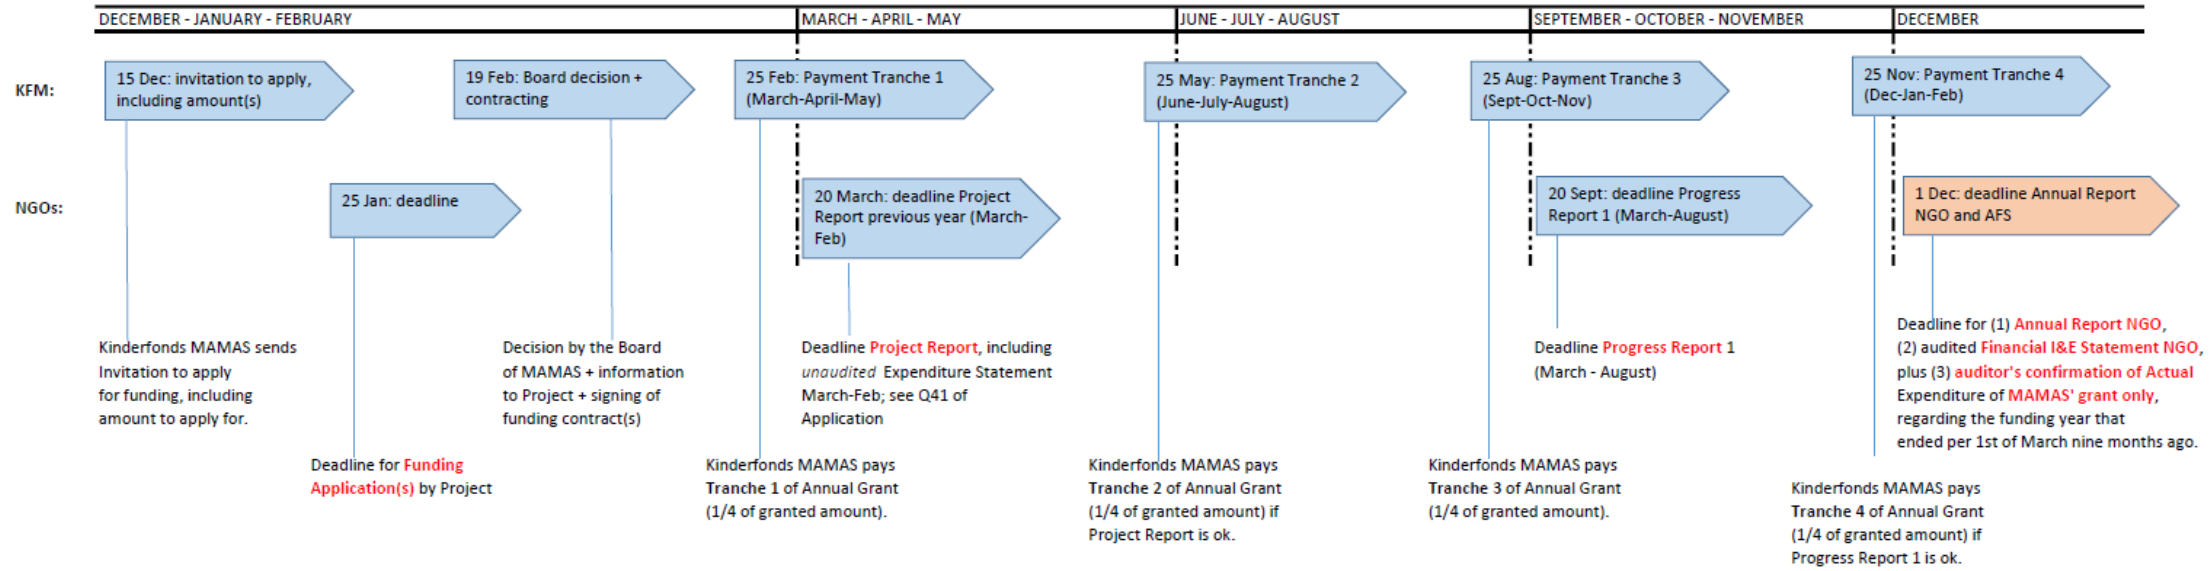 DECEMBER - JANUARY - FEBRUARY
MARCH - APRIL - MAY
JUNE - JULY - AUGUST
SEPTEMBER - OCTOBER - NOVEMBER
DECEMBER
KFM:
15 Dec: invitation to apply,
including amount(s)
19 Feb: Board decision +
contracting
25 Feb: Payment Tranche 1
(March-April-May)
25 May: Payment Tranche 2
(June-July-August)
25 Aug: Payment Tranche 3
(Sept-Oct-Nov)
25 Nov: Payment Tranche 4
(Dec-Jan-Feb)
NGOs:
25 Jan: deadline
20 March: deadline Project
Report previous year (March-
Feb)
20 Sept: deadline Progress
Report 1 (March-August)
1 Dec: deadline Annual Report
NGO and AFS
Kinderfonds MAMAS sends
Invitation to apply
for funding, including
amount to apply for.
Decision by the Board
of MAMAS + information
to Project + signing of
funding contract(s)
Deadline Project Report, including
unaudited Expenditure Statement
March-Feb; see Q41 of
Application
Deadline Progress Report 1
(March - August)
Deadline for (1) Annual Report NGO,
(2) audited Financial I&E Statement NGO,
plus (3) auditor's confirmation of Actual
Expenditure of MAMAS' grant only,
regarding the funding year that
ended per 1st of March nine months ago.
Deadline for Funding
Application(s) by Project
Kinderfonds MAMAS pays
Tranche 1 of Annual Grant
(1/4 of granted amount).
Kinderfonds MAMAS pays
Tranche 2 of Annual Grant
(1/4 of granted amount) if
Project Report is ok.
Kinderfonds MAMAS pays
Tranche 3 of Annual Grant
(1/4 of granted amount).
Kinderfonds MAMAS pays
Tranche 4 of Annual Grant
(1/4 of granted amount) if
Progress Report 1 is ok.